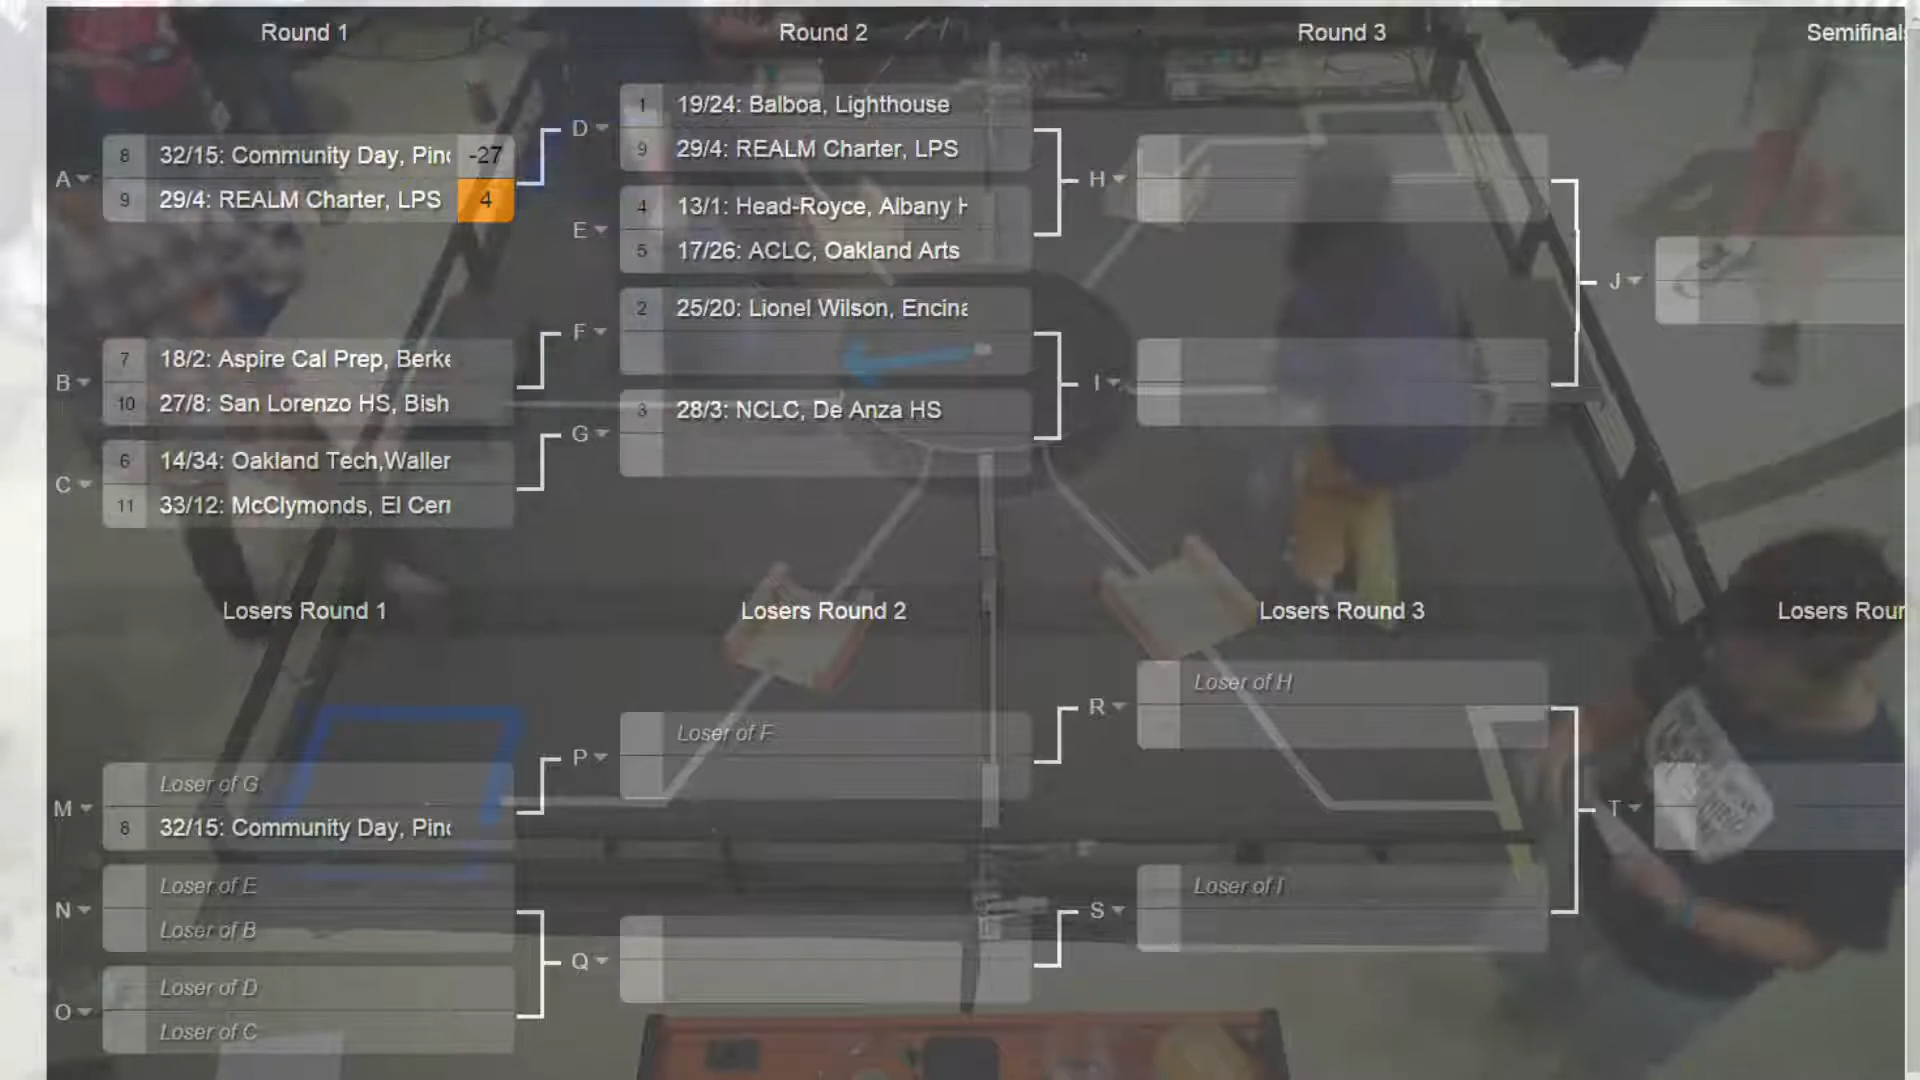 Round 1
Round 2
Round 3
Semifinals
A
8 32/15: Community Day, Pin -27
9 29/4: REALM Charter, LPS 4
B
7 18/2: Aspire Cal Prep, Berke
10 27/8: San Lorenzo HS, Bish
C
6 14/34: Oakland Tech,Waller
11 33/12: McClymonds, El Cerr
D
1 19/24: Balboa, Lighthouse
9 29/4: REALM Charter, LPS
E
4 13/1: Head-Royce, Albany H
5 17/26: ACLC, Oakland Arts
F
2 25/20: Lionel Wilson, Encina
G
3 28/3: NCLC, De Anza HS
H
I
J
Losers Round 1
Losers Round 2
Losers Round 3
Losers Roun
M
Loser of G
8 32/15: Community Day, Pin
N
Loser of E
Loser of B
O
Loser of D
Loser of C
P
Loser of F
Q
R
Loser of H
S
Loser of I
T